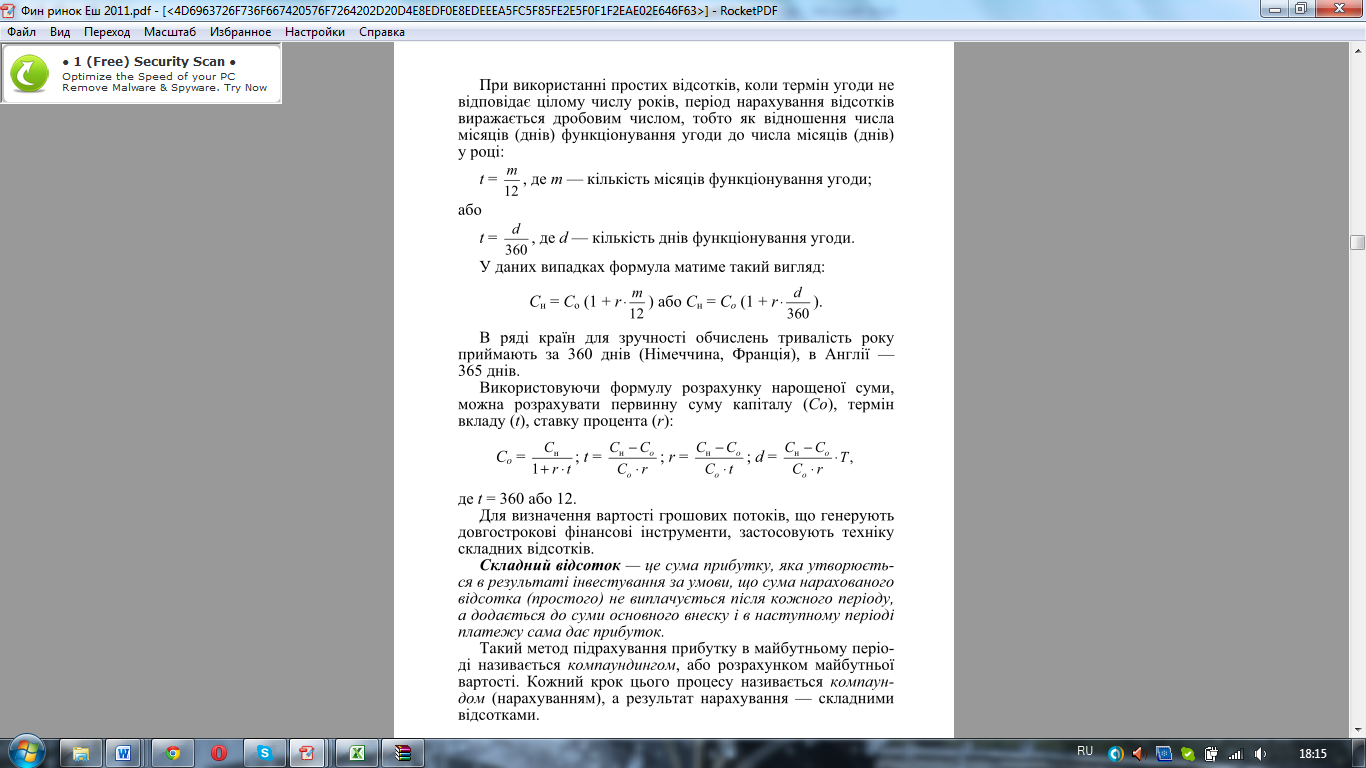 Фин ринок Еш 2011.pdf - [<4D6963726F736F667420576F7264202D20D4E8EDF0E8EDEEEA5FC5F85FE2E5F0F1F2EAE02E646F63>] - RocketPDF
Файл Вид Переход Масштаб Избранное Настройки Справка
● 1 (Free) Security Scan ●
Optimize the Speed of your PC
Remove Malware & Spyware. Try Now
При використанні простих відсотків, коли термін угоди не
відповідає цілому числу років, період нарахування відсотків
виражається дробовим числом, тобто як відношення числа
місяців (днів) функціонування угоди до числа місяців (днів)
у році:
t = m/12, де m — кількість місяців функціонування угоди;
або
t = d/360, де d — кількість днів функціонування угоди.
У даних випадках формула матиме такий вигляд:
Cн = Cо (1 + r · m/12) або Cн = Co (1 + r · d/360).
В ряді країн для зручності обчислень тривалість року
приймають за 360 днів (Німеччина, Франція), в Англії —
365 днів.
Використовуючи формулу розрахунку нарощеної суми,
можна розрахувати первинну суму капіталу (Со), термін
вкладу (t), ставку процента (r):
Co = Cн/(1 + r · t); t = (Cн − Co)/(Co · r); r = (Cн − Co)/(Co · t); d = (Cн − Co)/(Co · r) · T,
де t = 360 або 12.
Для визначення вартості грошових потоків, що генерують
довгострокові фінансові інструменти, застосовують техніку
складних відсотків.
Складний відсоток — це сума прибутку, яка утворюєть-
ся в результаті інвестування за умови, що сума нарахованого
відсотка (простого) не виплачується після кожного періоду,
а додається до суми основного внеску і в наступному періоді
платежу сама дає прибуток.
Такий метод підрахування прибутку в майбутньому періо-
ді називається компаундингом, або розрахунком майбутньої
вартості. Кожний крок цього процесу називається компаун-
дом (нарахуванням), а результат нарахування — складними
відсотками.
RU 18:15